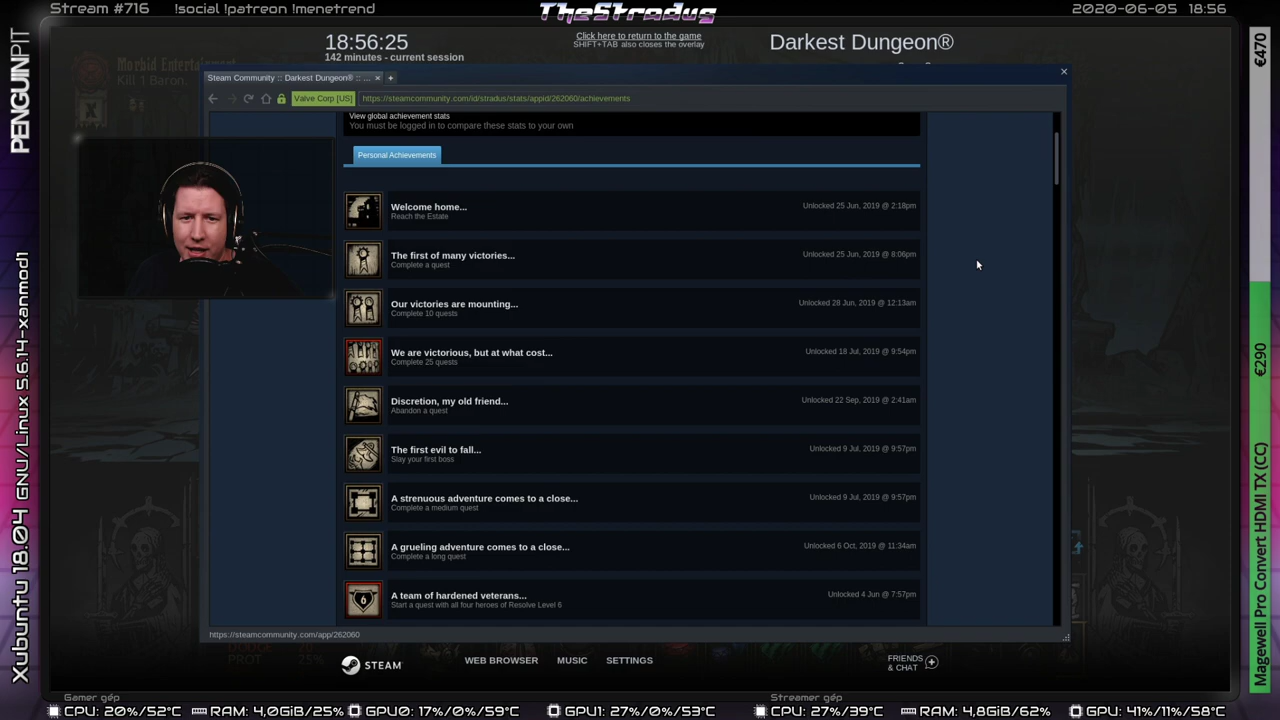 Stream #716
!social !patreon !menetrend
TheStradus
2020-06-05 18:56
18:56:25
142 minutes - current session
Click here to return to the game
SHIFT+TAB also closes the overlay
Darkest Dungeon®
Morbid Entertainment
Kill 1 Baron.
Steam Community :: Darkest Dungeon® :: ...
Valve Corp [US]
https://steamcommunity.com/id/stradus/stats/appid/262060/achievements
View global achievement stats
You must be logged in to compare these stats to your own
Personal Achievements
Welcome home...
Reach the Estate
Unlocked 25 Jun, 2019 @ 2:18pm
The first of many victories...
Complete a quest
Unlocked 25 Jun, 2019 @ 8:06pm
Our victories are mounting...
Complete 10 quests
Unlocked 28 Jun, 2019 @ 12:13am
We are victorious, but at what cost...
Complete 25 quests
Unlocked 18 Jul, 2019 @ 9:54pm
Discretion, my old friend...
Abandon a quest
Unlocked 22 Sep, 2019 @ 2:41am
The first evil to fall...
Slay your first boss
Unlocked 9 Jul, 2019 @ 9:57pm
A strenuous adventure comes to a close...
Complete a medium quest
Unlocked 9 Jul, 2019 @ 9:57pm
A grueling adventure comes to a close...
Complete a long quest
Unlocked 6 Oct, 2019 @ 11:34am
A team of hardened veterans...
Start a quest with all four heroes of Resolve Level 6
Unlocked 4 Jun @ 7:57pm
6
https://steamcommunity.com/app/262060
PROT 25%
STEAM
WEB BROWSER
MUSIC
SETTINGS
FRIENDS
& CHAT
PENGUINPIT
Xubuntu 18.04 GNU/Linux 5.6.14-xanmod1
€470
€290
Magewell Pro Convert HDMI TX (CC)
Gamer gép
Streamer gép
CPU: 20%/52°C
RAM: 4,0GiB/25%
GPU0: 17%/0%/59°C
GPU1: 27%/0%/53°C
CPU: 27%/39°C
RAM: 4,8GiB/62%
GPU: 41%/11%/58°C